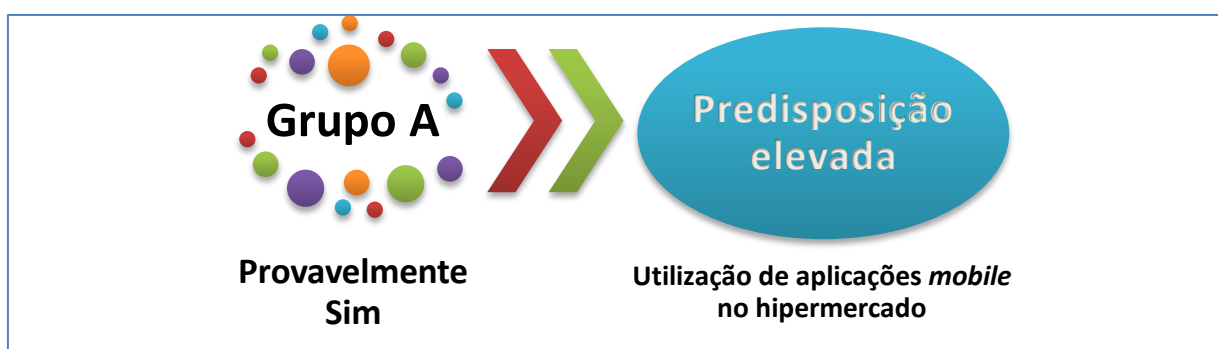 Grupo A
Predisposição
elevada
Provavelmente
Sim
Utilização de aplicações mobile
no hipermercado